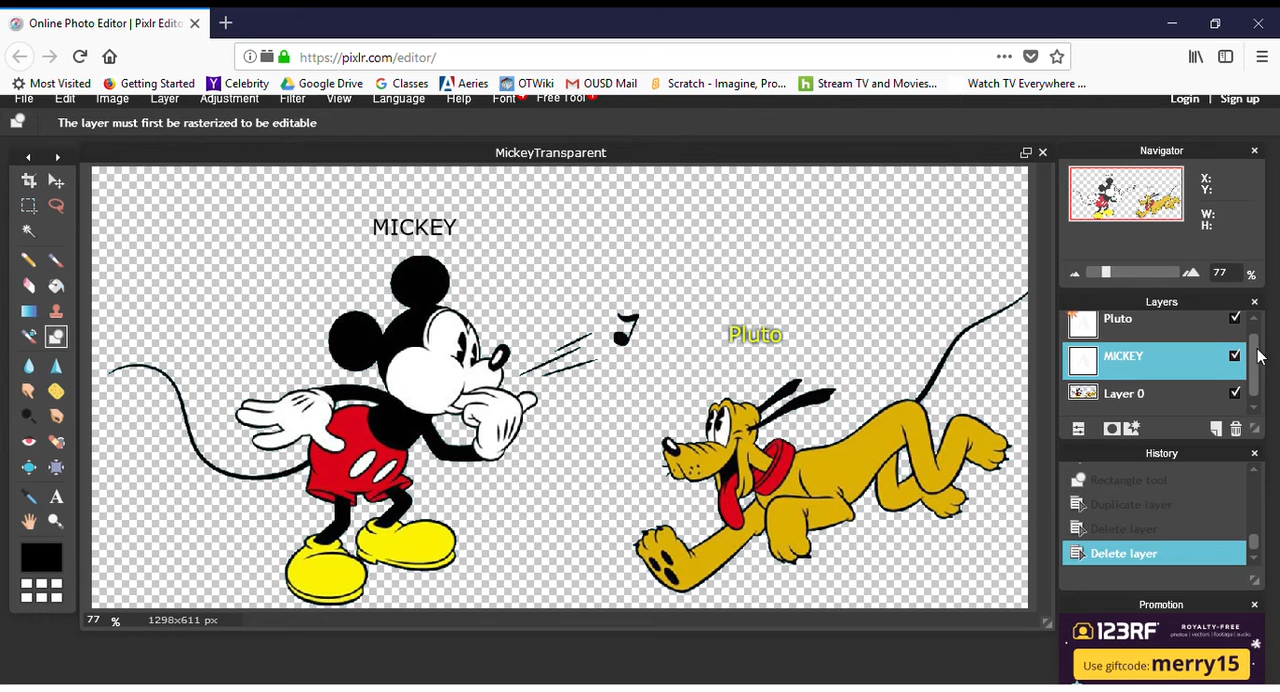 Online Photo Editor | Pixlr Edito
https://pixlr.com/editor/
Most Visited Getting Started Celebrity Google Drive Classes Aeries OTWiki OUSD Mail Scratch - Imagine, Pro... Stream TV and Movies... Watch TV Everywhere ...
File Edit Image Layer Adjustment Filter View Language Help Font Free Tool Login | Sign up
The layer must first be rasterized to be editable
MickeyTransparent
Navigator
X:
Y:
W:
H:
77 %
MICKEY
Pluto
Layers
Pluto
MICKEY
Layer 0
History
Rectangle tool
Duplicate layer
Delete layer
Delete layer
A
77 % 1298x611 px
Promotion
123RF ROYALTY-FREE
photos | vectors | footage | audio
Use giftcode: merry15